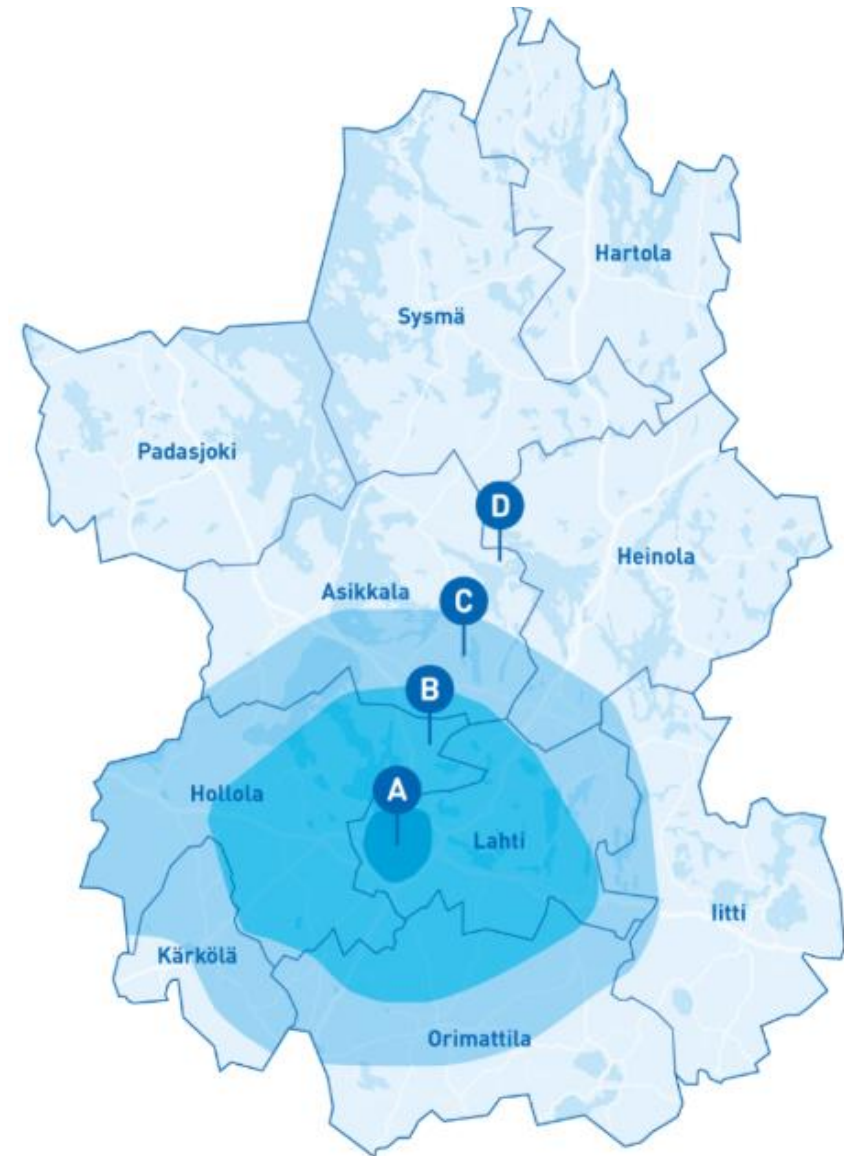 Hartola
Sysmä
Padasjoki
D
Heinola
Asikkala
C
B
Hollola
A
Lahti
Iitti
Kärkölä
Orimattila